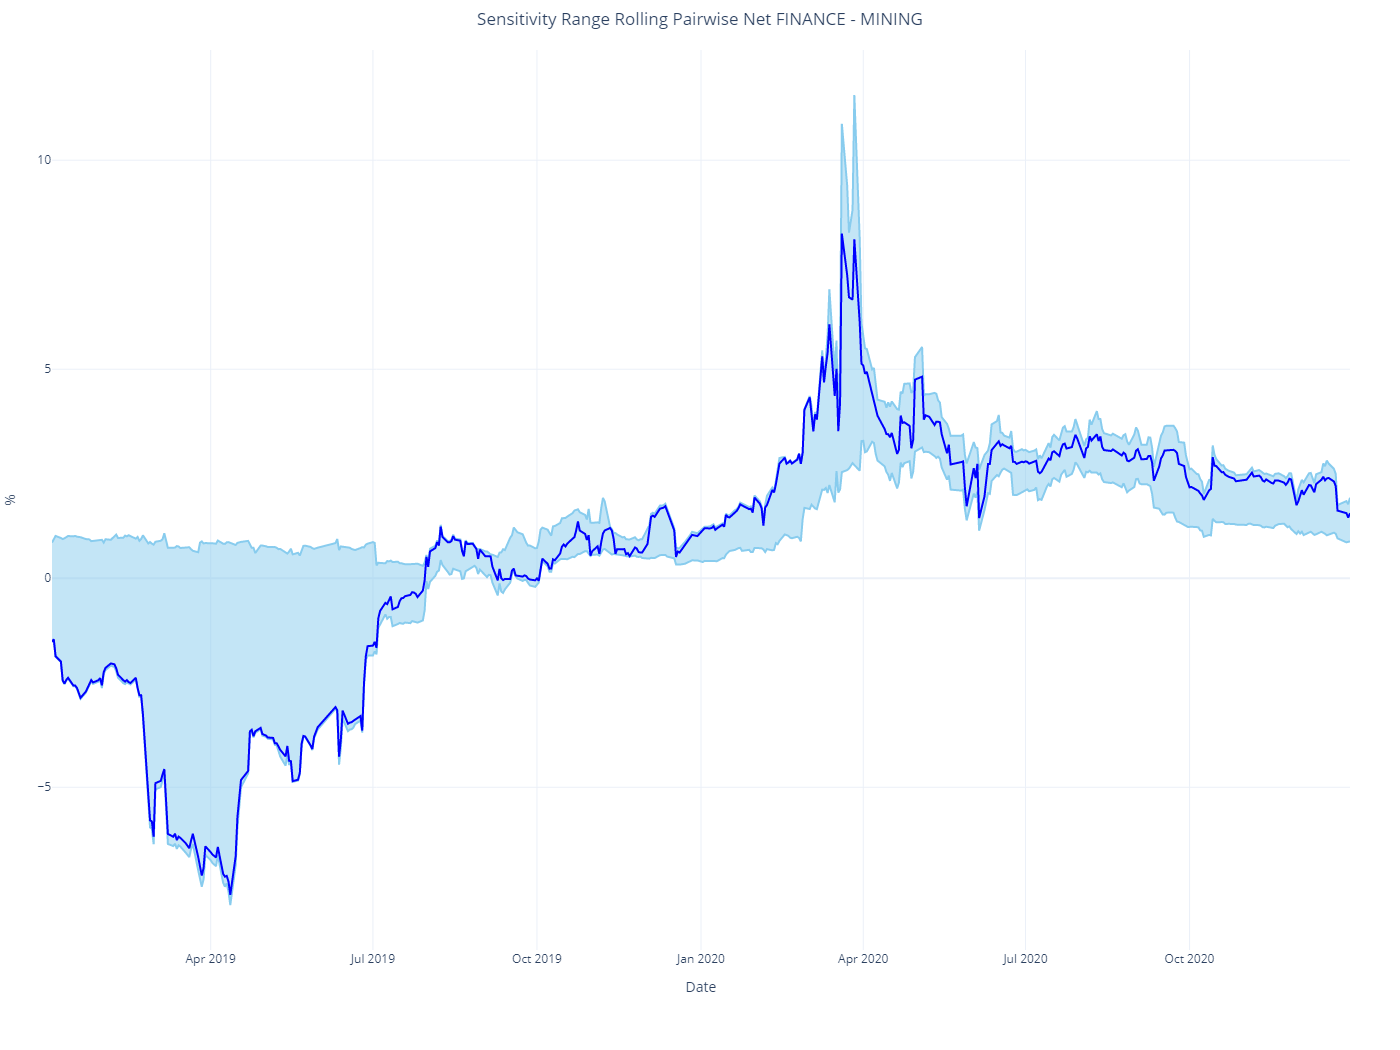 Sensitivity Range Rolling Pairwise Net FINANCE - MINING
10
5
0
−5
%
Apr 2019
Jul 2019
Oct 2019
Jan 2020
Apr 2020
Jul 2020
Oct 2020
Date